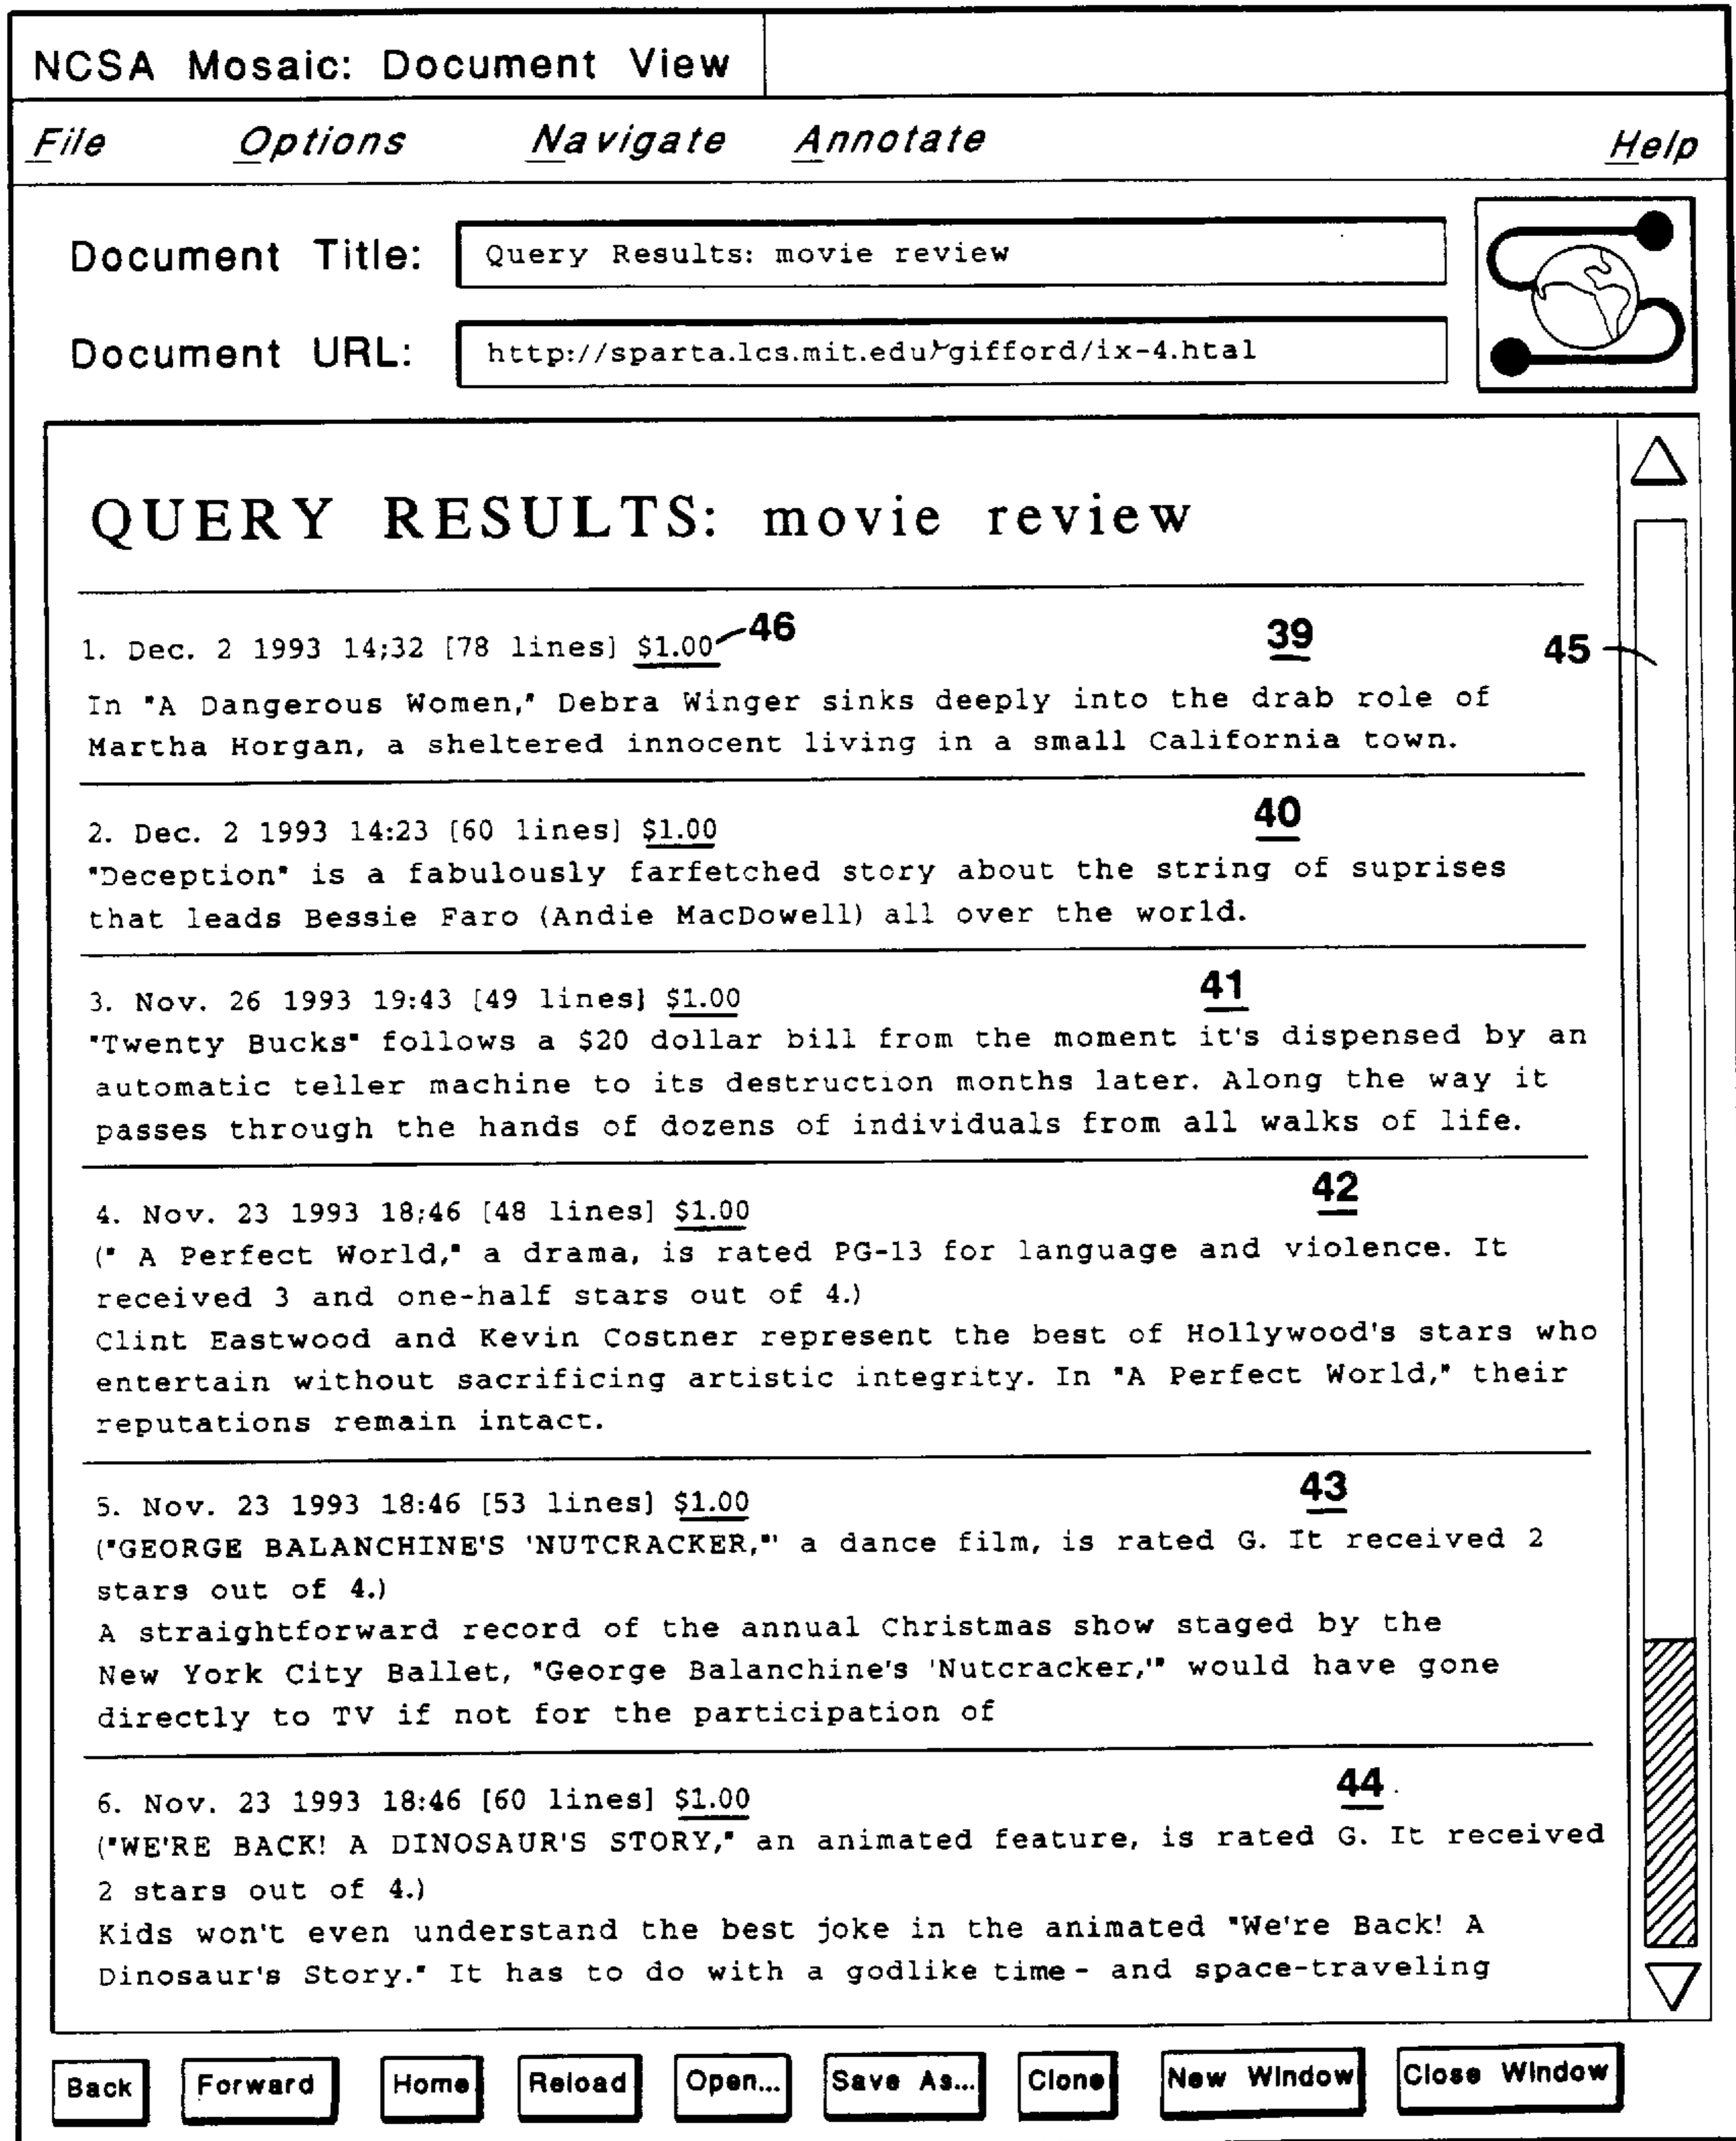 NCSA Mosaic: Document View
File Options Navigate Annotate Help
Document Title: Query Results: movie review
Document URL: http://sparta.lcs.mit.edu/gifford/ix-4.htal
QUERY RESULTS: movie review
1. Dec. 2 1993 14;32 [78 lines] $1.00 46 39 45
In "A Dangerous Women," Debra Winger sinks deeply into the drab role of
Martha Horgan, a sheltered innocent living in a small California town.
2. Dec. 2 1993 14:23 [60 lines] $1.00 40
"Deception" is a fabulously farfetched story about the string of suprises
that leads Bessie Faro (Andie MacDowell) all over the world.
3. Nov. 26 1993 19:43 [49 lines] $1.00 41
"Twenty Bucks" follows a $20 dollar bill from the moment it's dispensed by an
automatic teller machine to its destruction months later. Along the way it
passes through the hands of dozens of individuals from all walks of life.
4. Nov. 23 1993 18;46 [48 lines] $1.00 42
(" A Perfect World," a drama, is rated PG-13 for language and violence. It
received 3 and one-half stars out of 4.)
Clint Eastwood and Kevin Costner represent the best of Hollywood's stars who
entertain without sacrificing artistic integrity. In "A Perfect World," their
reputations remain intact.
5. Nov. 23 1993 18:46 [53 lines] $1.00 43
("GEORGE BALANCHINE'S 'NUTCRACKER,"' a dance film, is rated G. It received 2
stars out of 4.)
A straightforward record of the annual Christmas show staged by the
New York City Ballet, "George Balanchine's 'Nutcracker,'" would have gone
directly to TV if not for the participation of
6. Nov. 23 1993 18:46 [60 lines] $1.00 44
("WE'RE BACK! A DINOSAUR'S STORY," an animated feature, is rated G. It received
2 stars out of 4.)
Kids won't even understand the best joke in the animated "We're Back! A
Dinosaur's Story." It has to do with a godlike time- and space-traveling
Back Forward Home Reload Open... Save As... Clone New Window Close Window